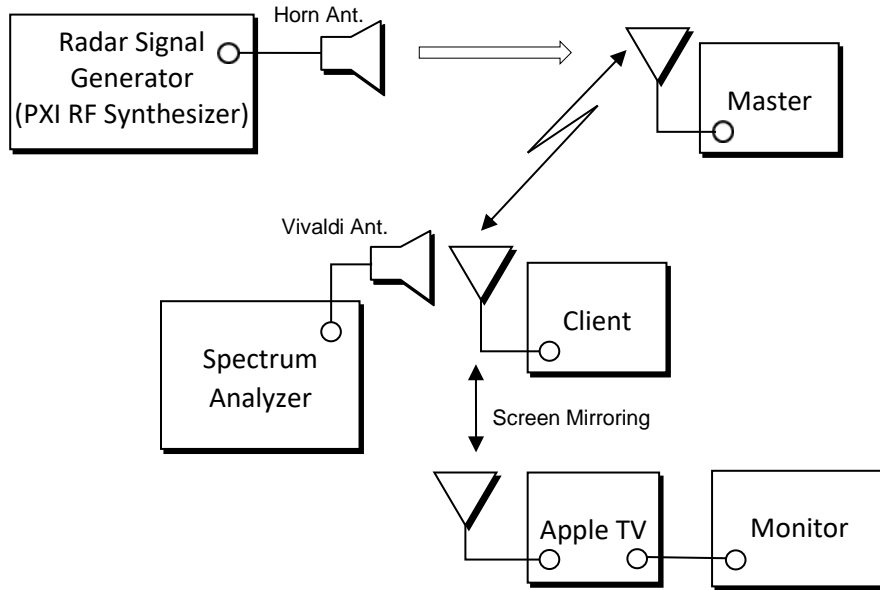 Horn Ant.
Radar Signal
Generator
(PXI RF Synthesizer)
Master
Vivaldi Ant.
Client
Spectrum
Analyzer
Screen Mirroring
Apple TV
Monitor